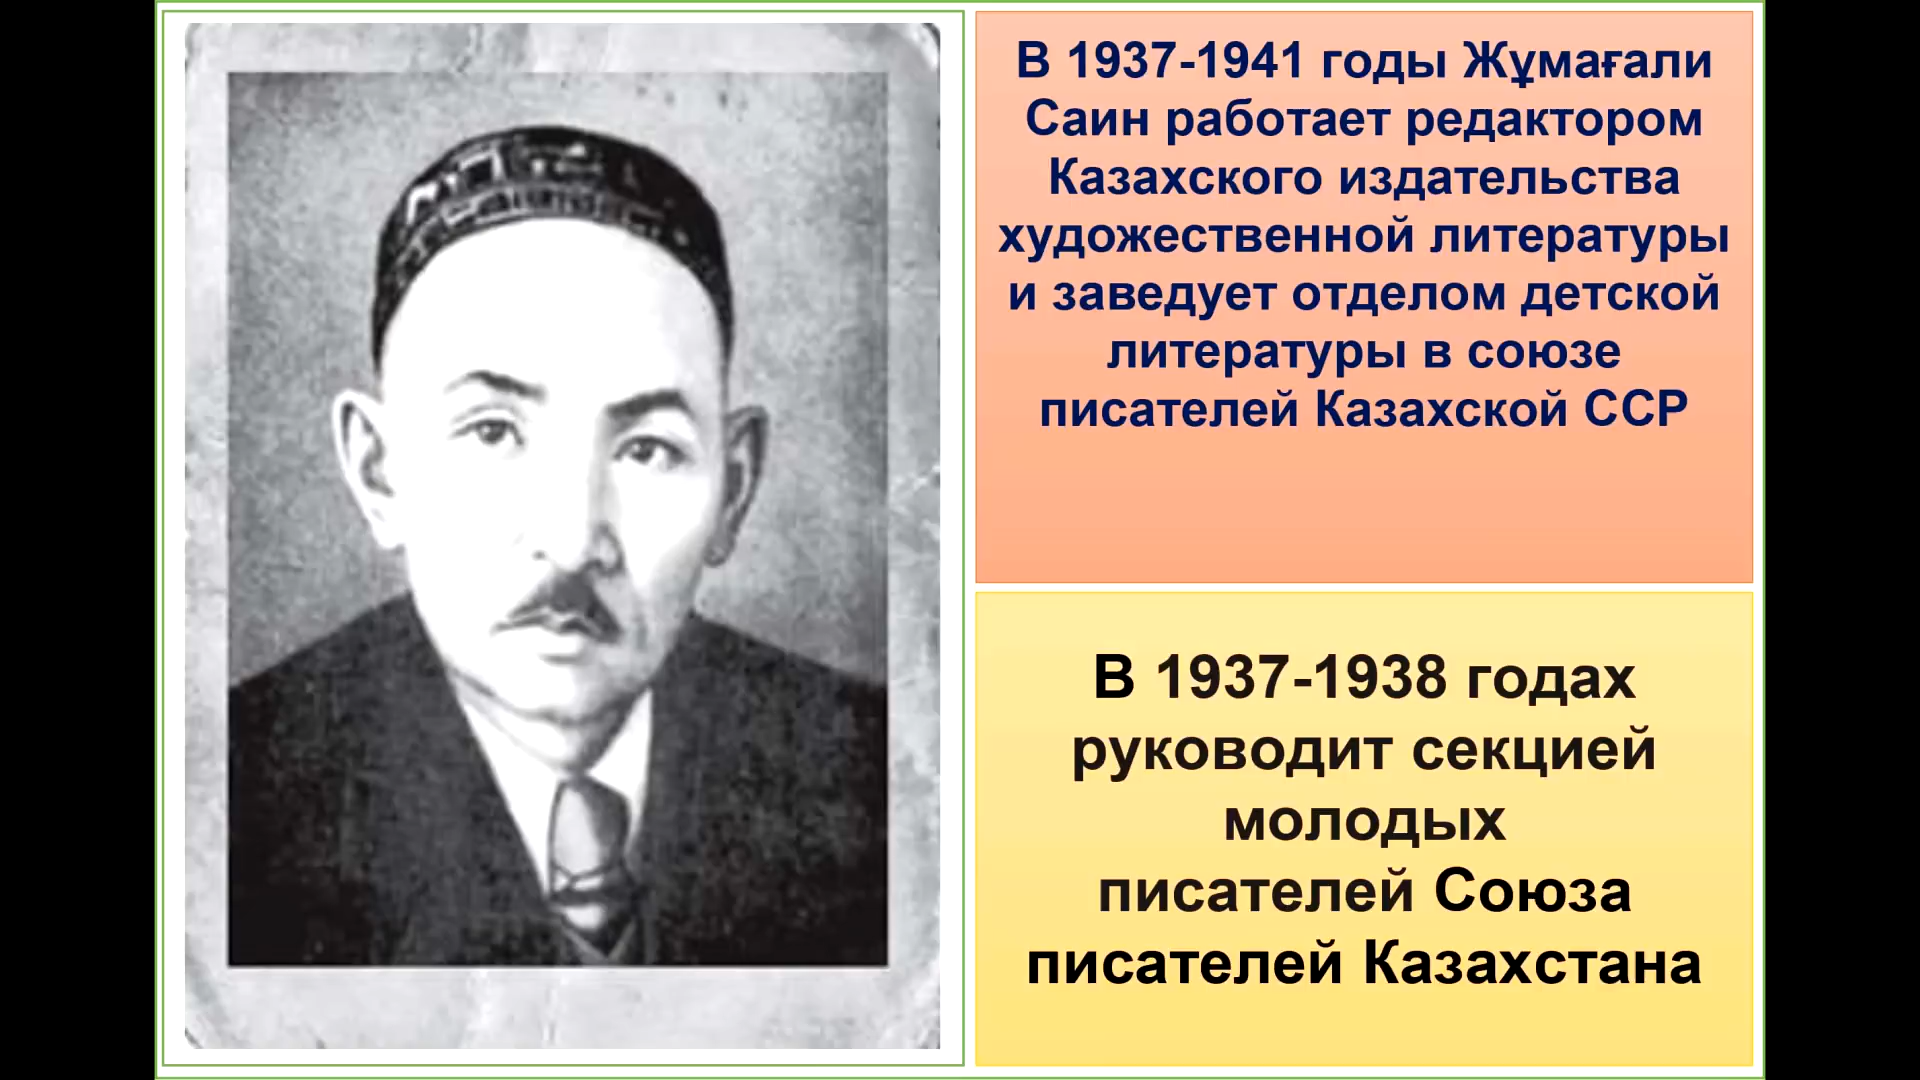 В 1937-1941 годы Жұмағали
Саин работает редактором
Казахского издательства
художественной литературы
и заведует отделом детской
литературы в союзе
писателей Казахской ССР
В 1937-1938 годах
руководит секцией
молодых
писателей Союза
писателей Казахстана